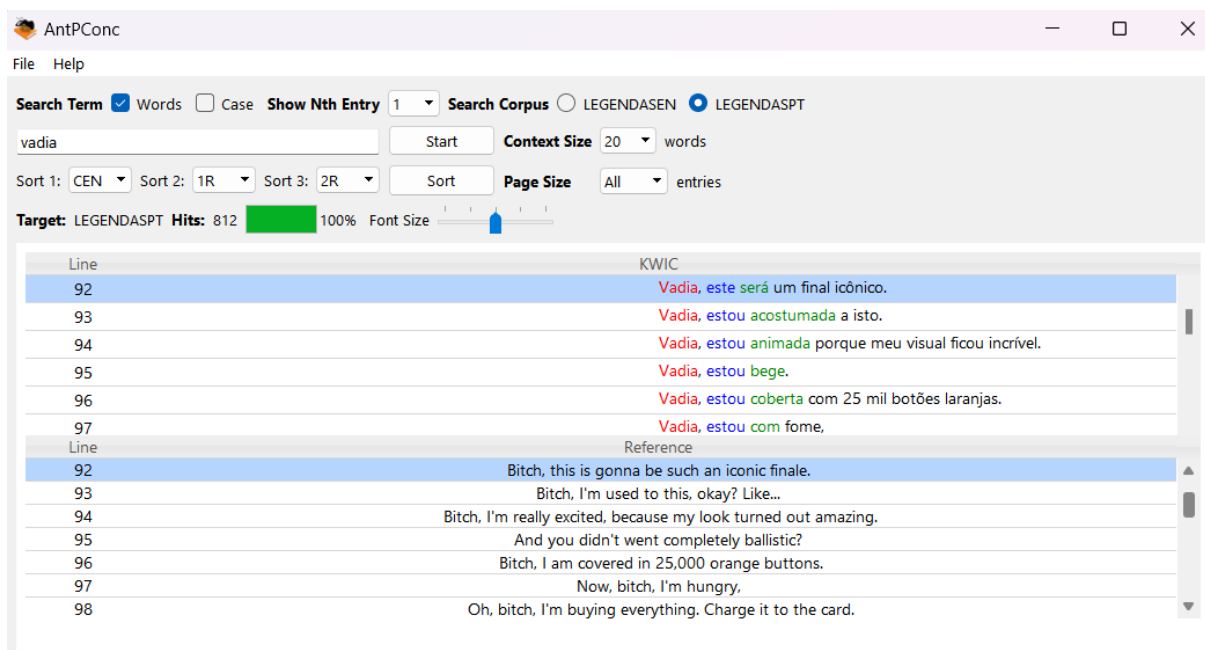 AntPConc
File Help
Search Term Words Case Show Nth Entry 1 Search Corpus LEGENDASEN LEGENDASPT
vadia Start Context Size 20 words
Sort 1: CEN Sort 2: 1R Sort 3: 2R Sort Page Size All entries
Target: LEGENDASPT Hits: 812 100% Font Size
Line KWIC
92 Vadia, este será um final icônico.
93 Vadia, estou acostumada a isto.
94 Vadia, estou animada porque meu visual ficou incrível.
95 Vadia, estou bege.
96 Vadia, estou coberta com 25 mil botões laranjas.
97 Vadia, estou com fome,
Line Reference
92 Bitch, this is gonna be such an iconic finale.
93 Bitch, I'm used to this, okay? Like...
94 Bitch, I'm really excited, because my look turned out amazing.
95 And you didn't went completely ballistic?
96 Bitch, I am covered in 25,000 orange buttons.
97 Now, bitch, I'm hungry,
98 Oh, bitch, I'm buying everything. Charge it to the card.